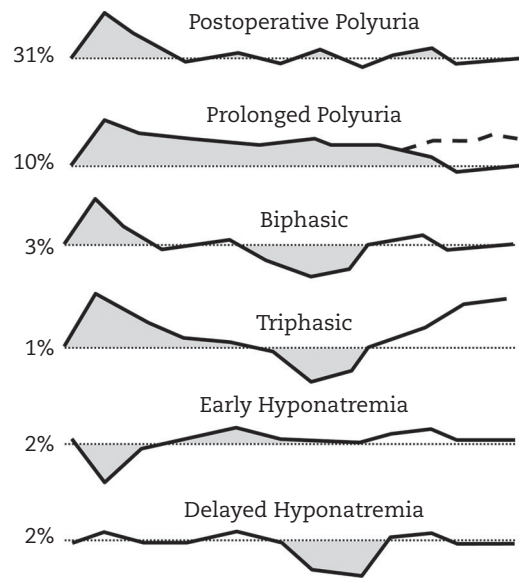 Postoperative Polyuria
31%
Prolonged Polyuria
10%
Biphasic
3%
Triphasic
1%
Early Hyponatremia
2%
Delayed Hyponatremia
2%